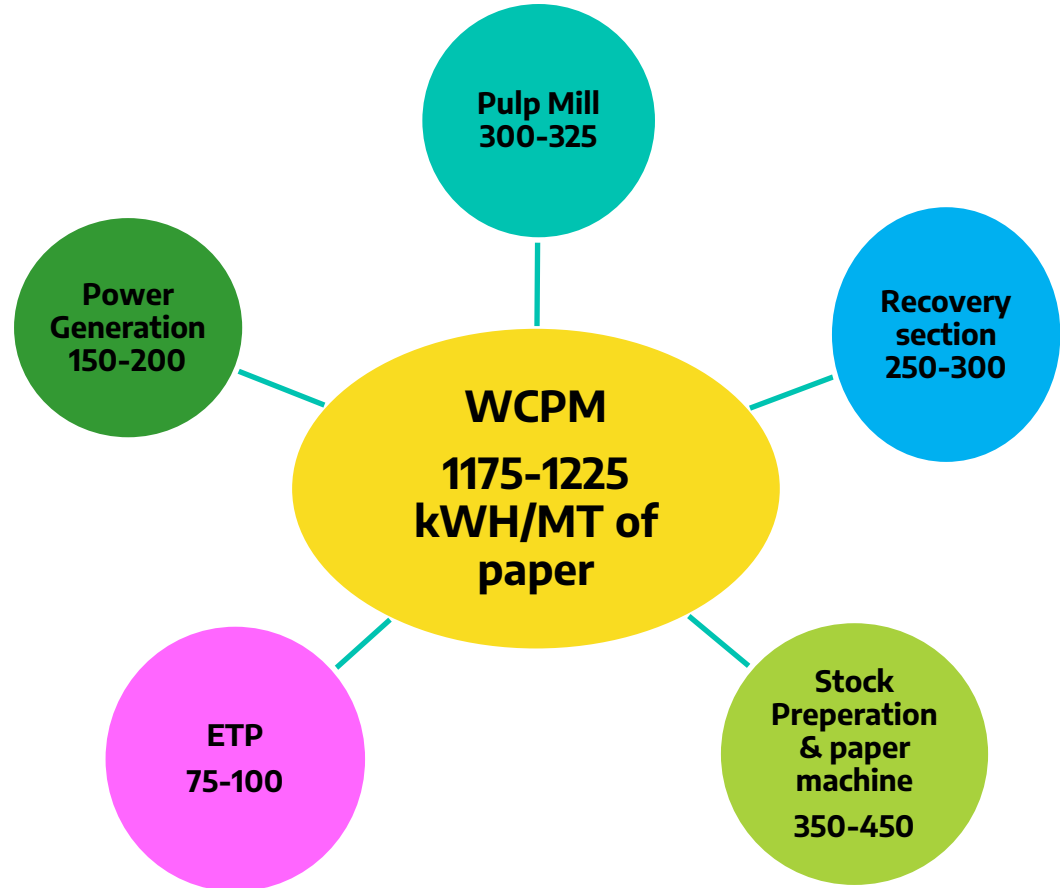 Pulp Mill
300-325
Power
Generation
150-200
Recovery
section
250-300
WCPM
1175-1225
kWH/MT of
paper
ETP
75-100
Stock
Preperation
& paper
machine
350-450